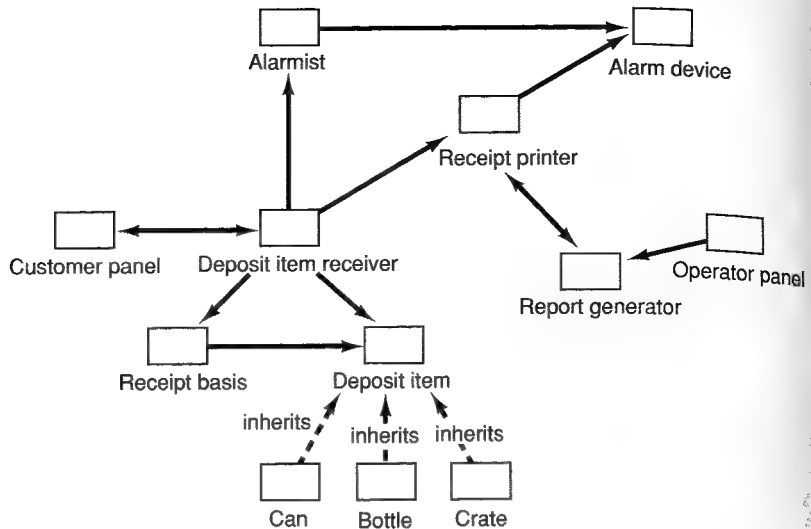 Alarmist
Alarm device
Receipt printer
Customer panel
Deposit item receiver
Operator panel
Report generator
Receipt basis
Deposit item
inherits
inherits
inherits
Can
Bottle
Crate